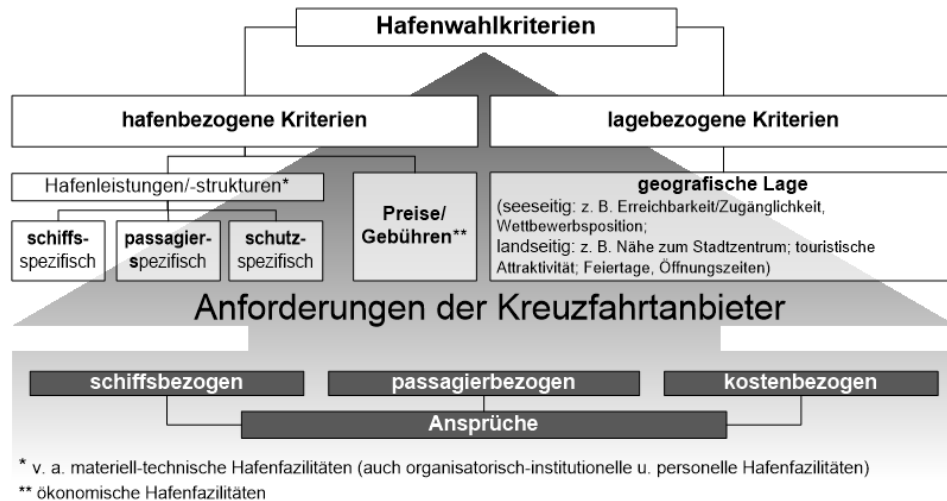 Hafenwahlkriterien
hafenbezogene Kriterien
lagebezogene Kriterien
Hafenleistungen/-strukturen*
schiffs-
spezifisch
passagier-
spezifisch
schutz-
spezifisch
Preise/
Gebühren**
geografische Lage
(seeseitig: z. B. Erreichbarkeit/Zugänglichkeit,
Wettbewerbsposition;
landseitig: z. B. Nähe zum Stadtzentrum; touristische
Attraktivität; Feiertage, Öffnungszeiten)
Anforderungen der Kreuzfahrtanbieter
schiffsbezogen
passagierbezogen
kostenbezogen
Ansprüche
* v. a. materiell-technische Hafenfazilitäten (auch organisatorisch-institutionelle u. personelle Hafenfazilitäten)
** ökonomische Hafenfazilitäten